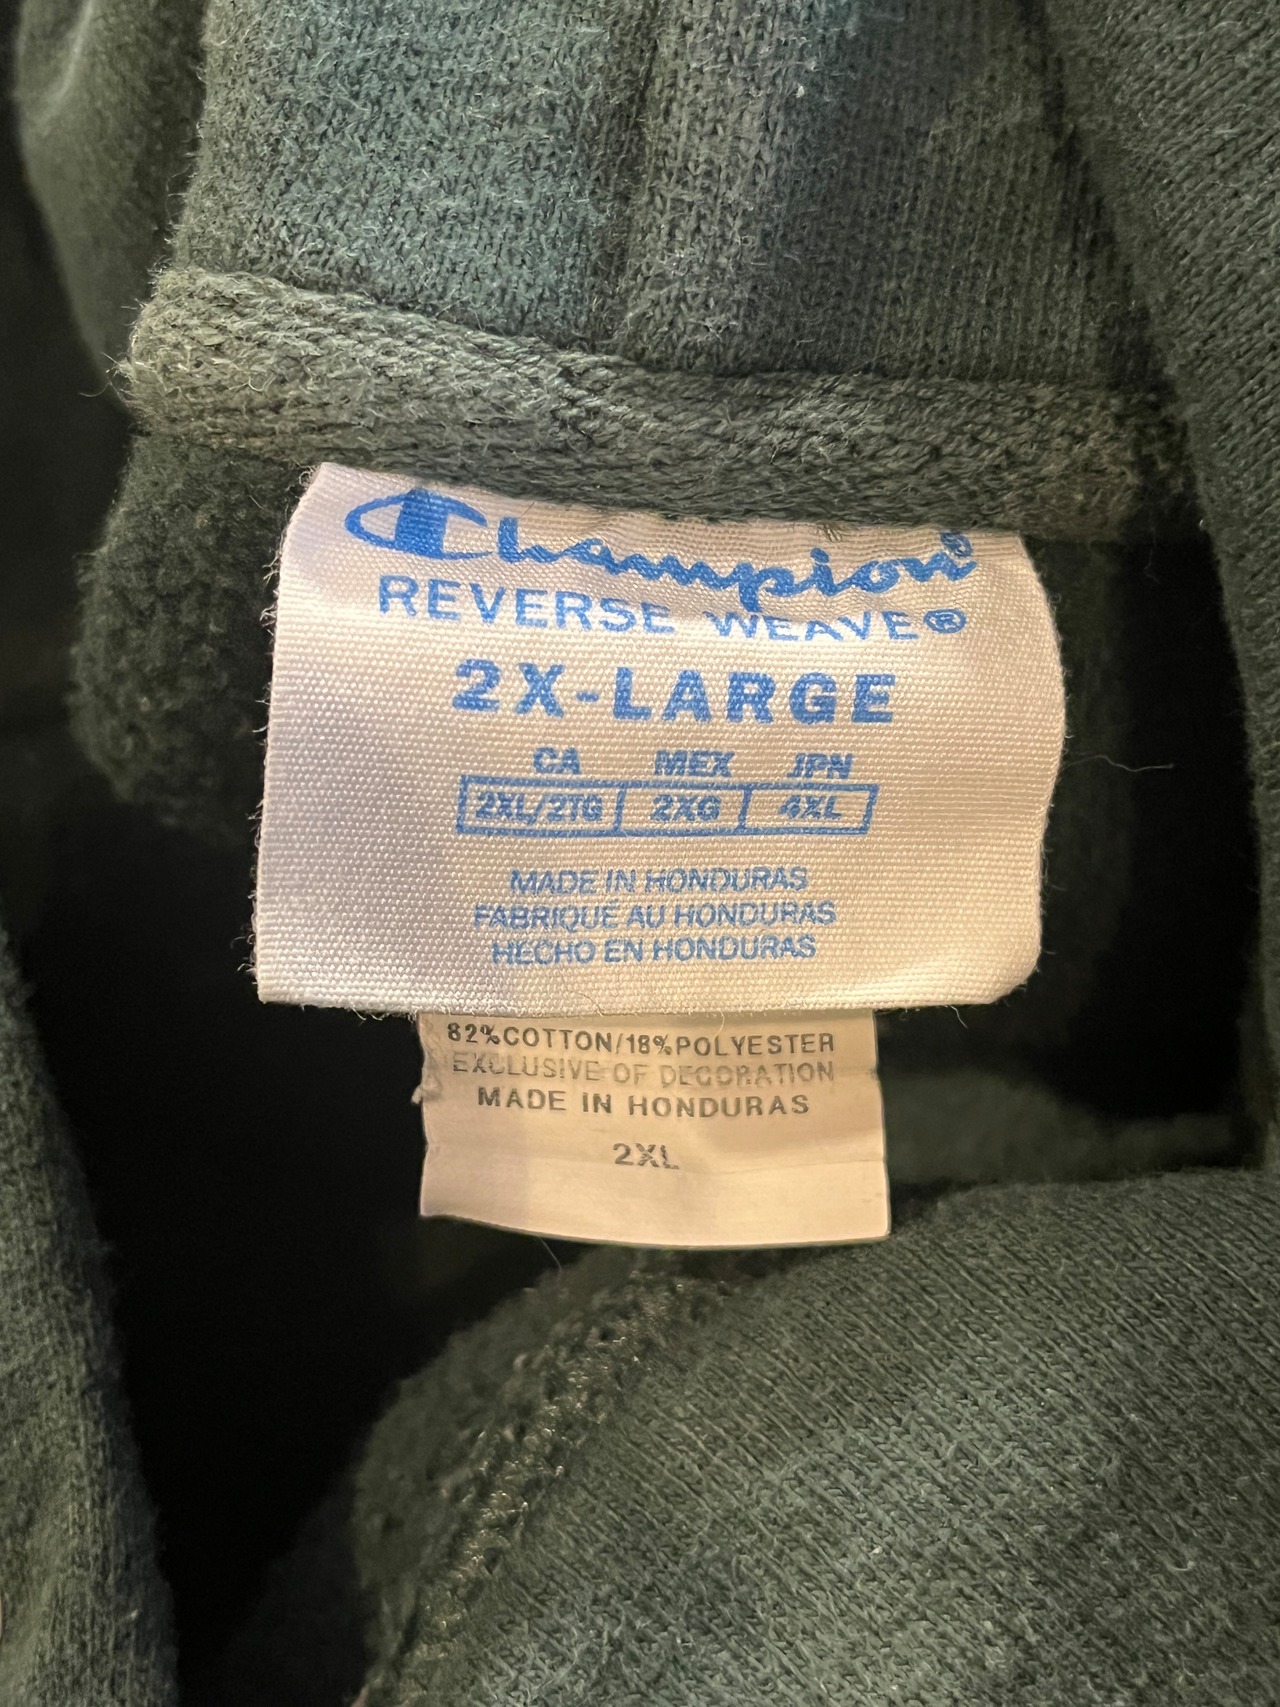 Champion®
REVERSE WEAVE®
2X-LARGE
CA MEX JPN
2XL/2TG 2XG 4XL
MADE IN HONDURAS
FABRIQUÉ AU HONDURAS
HECHO EN HONDURAS
82%COTTON/18%POLYESTER
EXCLUSIVE OF DECORATION
MADE IN HONDURAS
2XL